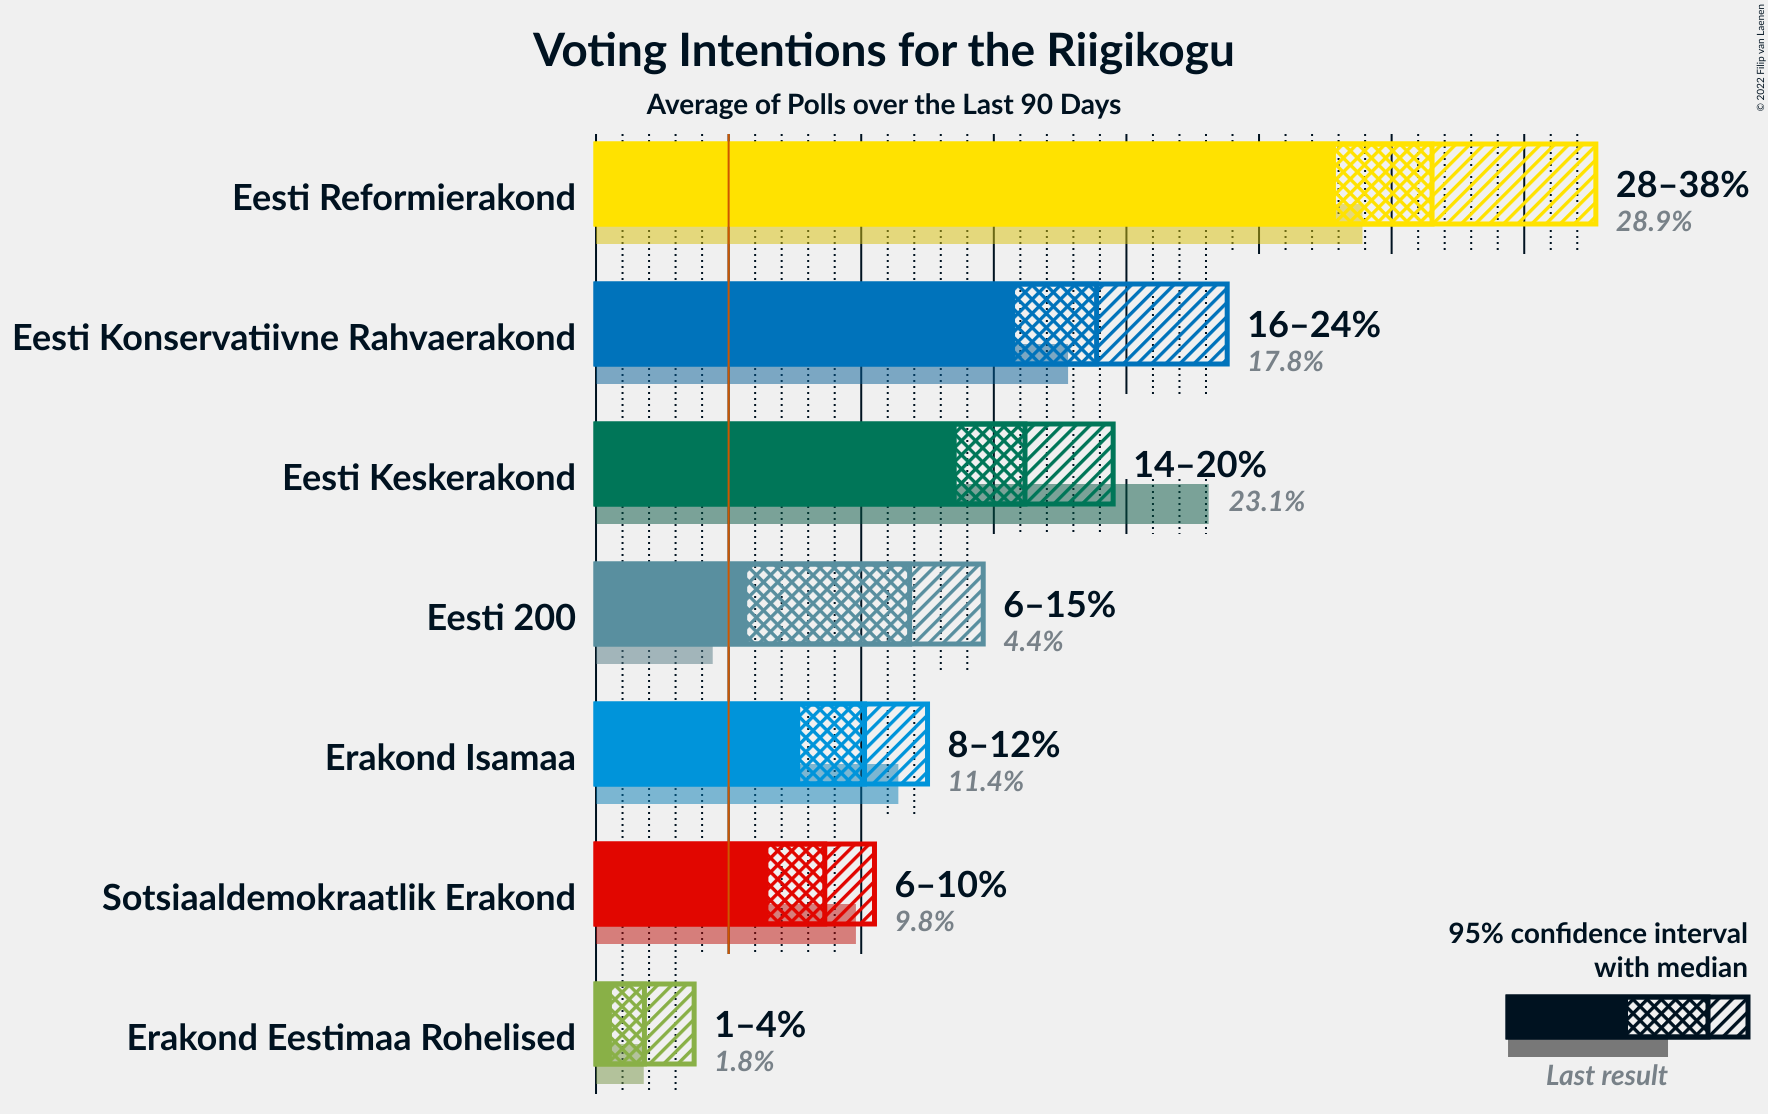 Voting Intentions for the Riigikogu
Average of Polls over the Last 90 Days
© 2022 Filip van Laenen
Eesti Reformierakond
28–38%
28.9%
Eesti Konservatiivne Rahvaerakond
16–24%
17.8%
Eesti Keskerakond
14–20%
23.1%
Eesti 200
6–15%
4.4%
Erakond Isamaa
8–12%
11.4%
Sotsiaaldemokraatlik Erakond
6–10%
9.8%
Erakond Eestimaa Rohelised
1–4%
1.8%
95% confidence interval
with median
Last result